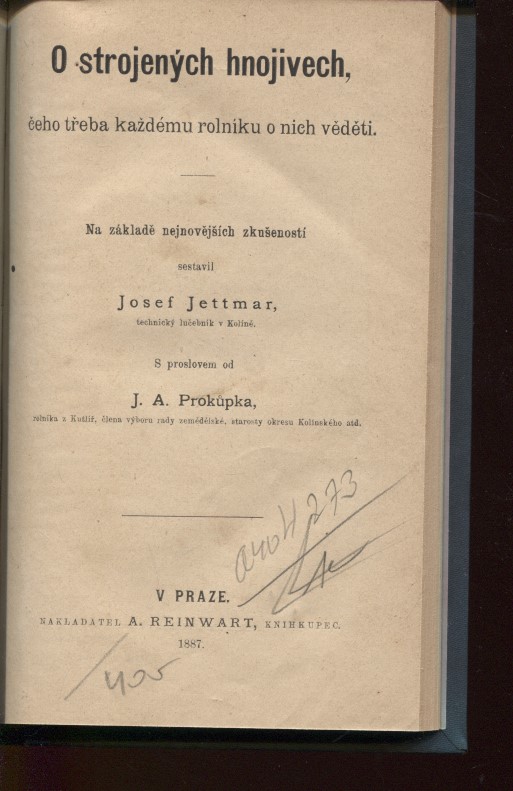 O strojených hnojivech,
čeho třeba každému rolníku o nich věděti.
Na základě nejnovějších zkušeností
sestavil
Josef Jettmar,
technický lučebník v Kolíně.
S proslovem od
J. A. Prokůpka,
rolníka z Kutlíř, člena výboru rady zemědělské, starosty okresu Kolínského atd.
V PRAZE.
NAKLADATEL A. REINWART, KNIHKUPEC.
1887.